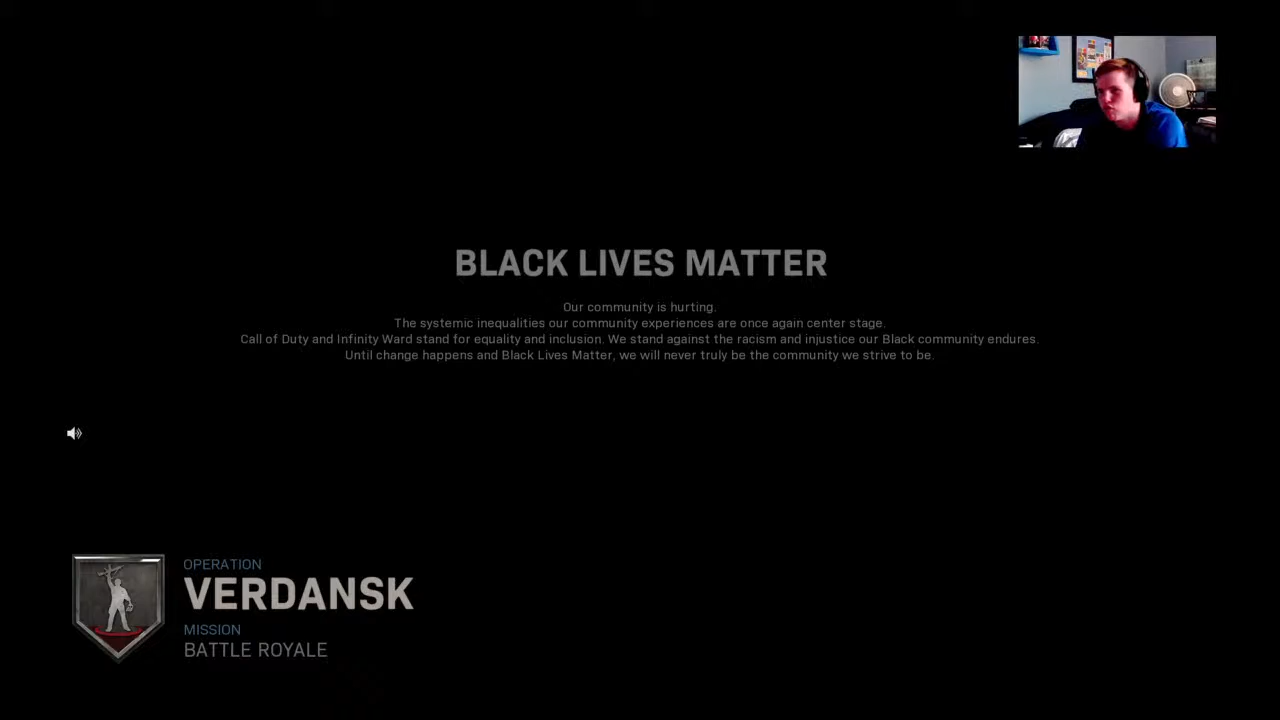 BLACK LIVES MATTER
Our community is hurting.
The systemic inequalities our community experiences are once again center stage.
Call of Duty and Infinity Ward stand for equality and inclusion. We stand against the racism and injustice our Black community endures.
Until change happens and Black Lives Matter, we will never truly be the community we strive to be.
OPERATION
VERDANSK
MISSION
BATTLE ROYALE